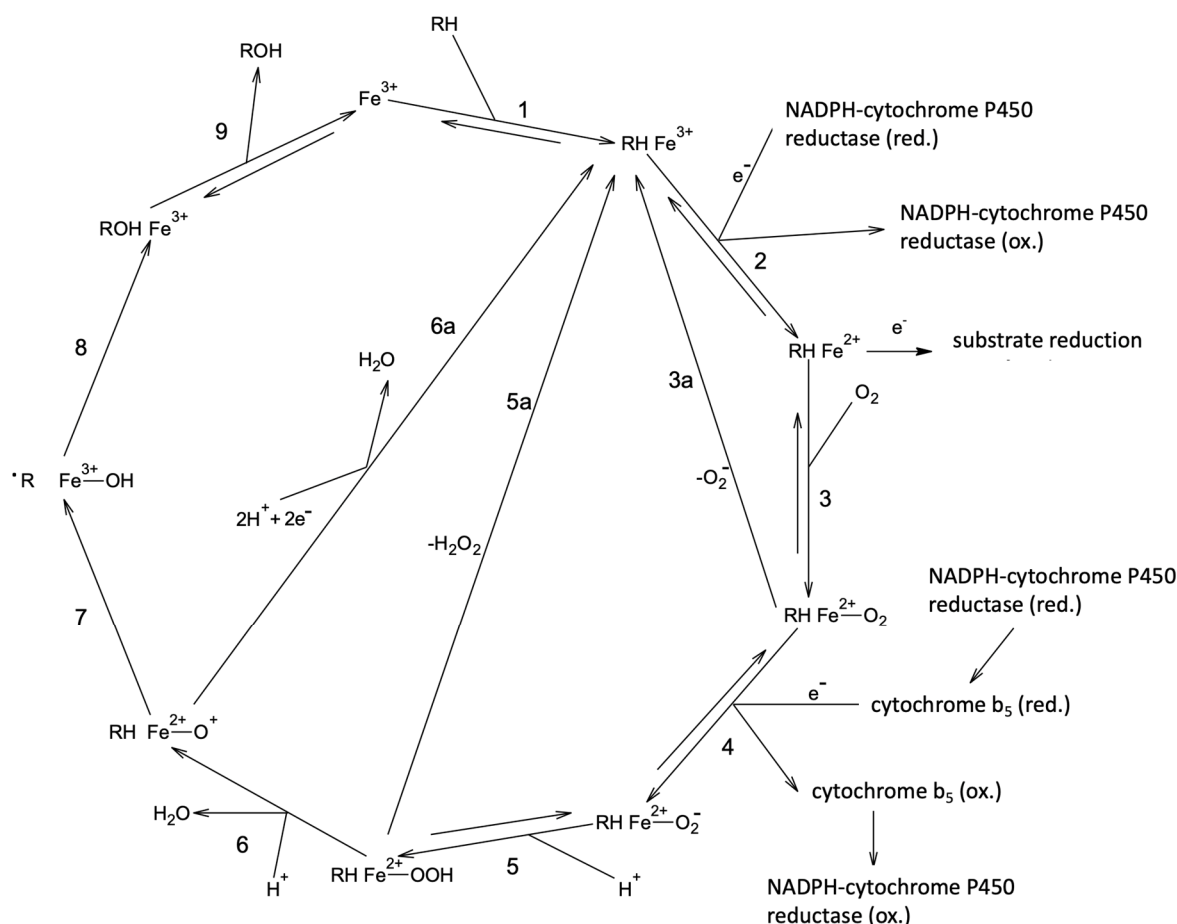 RH
ROH
Fe³⁺
1
9
RH Fe³⁺
NADPH-cytochrome P450
reductase (red.)
e⁻
ROH Fe³⁺
NADPH-cytochrome P450
reductase (ox.)
2
6a
8
H₂O
RH Fe²⁺
e⁻
substrate reduction
5a
3a
O₂
•R Fe³⁺—OH
-O₂⁻
3
2H⁺ + 2e⁻
-H₂O₂
NADPH-cytochrome P450
reductase (red.)
7
RH Fe²⁺—O₂
RH Fe²⁺—O⁺
e⁻
cytochrome b₅ (red.)
4
cytochrome b₅ (ox.)
H₂O
6
RH Fe²⁺—O₂⁻
H⁺
RH Fe²⁺—OOH
5
H⁺
NADPH-cytochrome P450
reductase (ox.)